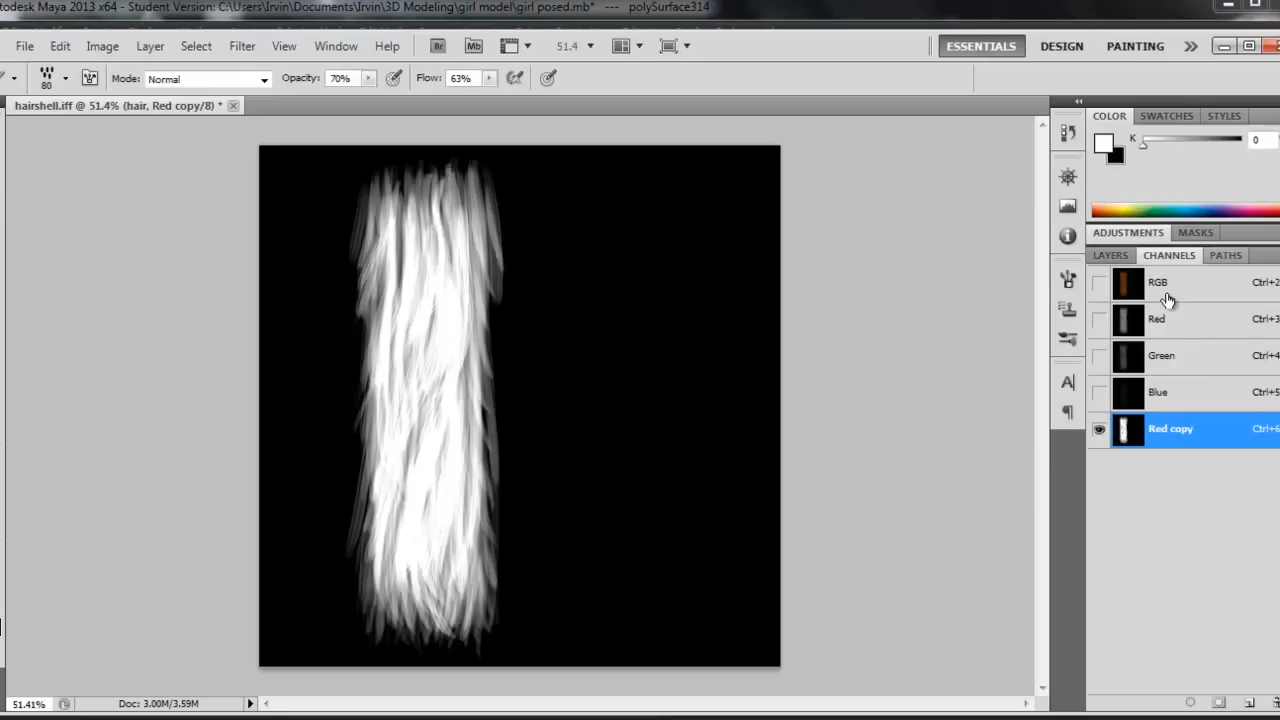 odesk Maya 2013 x64 - Student Version: C:\Users\Irvin\Documents\Irvin\3D Modeling\girl model\girl posed.mb* --- polySurface314
File Edit Image Layer Select Filter View Window Help Br Mb 51.4 ESSENTIALS DESIGN PAINTING
80 Mode: Normal Opacity: 70% Flow: 63%
hairshell.iff @ 51.4% (hair, Red copy/8) *
COLOR SWATCHES STYLES
K 0
ADJUSTMENTS MASKS
LAYERS CHANNELS PATHS
RGB Ctrl+2
Red Ctrl+3
Green Ctrl+4
Blue Ctrl+5
Red copy Ctrl+6
A
51.41% Doc: 3.00M/3.59M